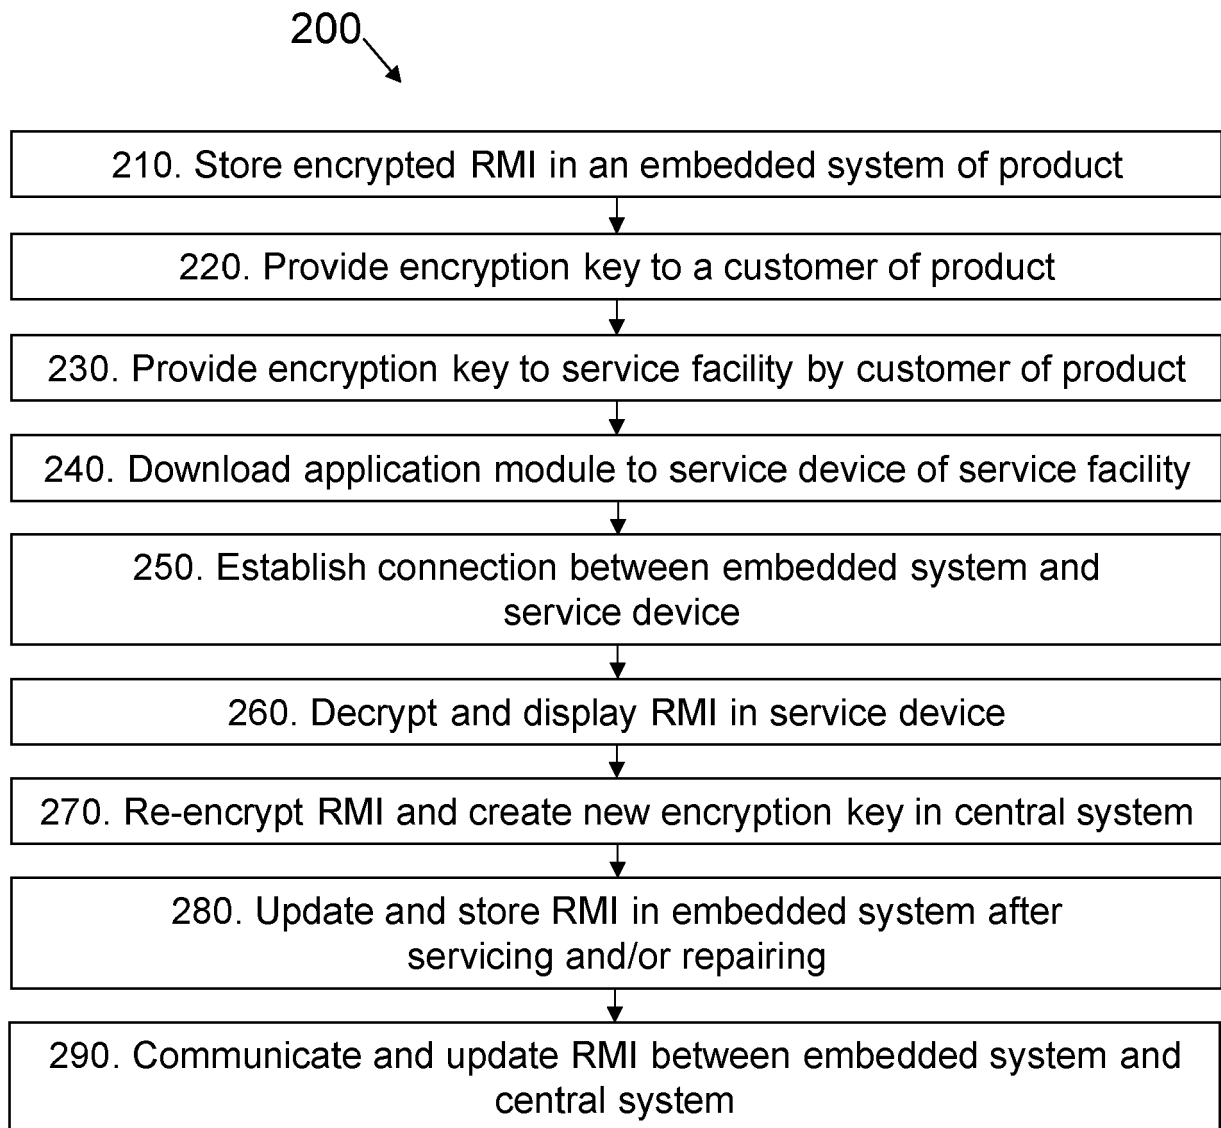 200
210. Store encrypted RMI in an embedded system of product
220. Provide encryption key to a customer of product
230. Provide encryption key to service facility by customer of product
240. Download application module to service device of service facility
250. Establish connection between embedded system and
service device
260. Decrypt and display RMI in service device
270. Re-encrypt RMI and create new encryption key in central system
280. Update and store RMI in embedded system after
servicing and/or repairing
290. Communicate and update RMI between embedded system and
central system